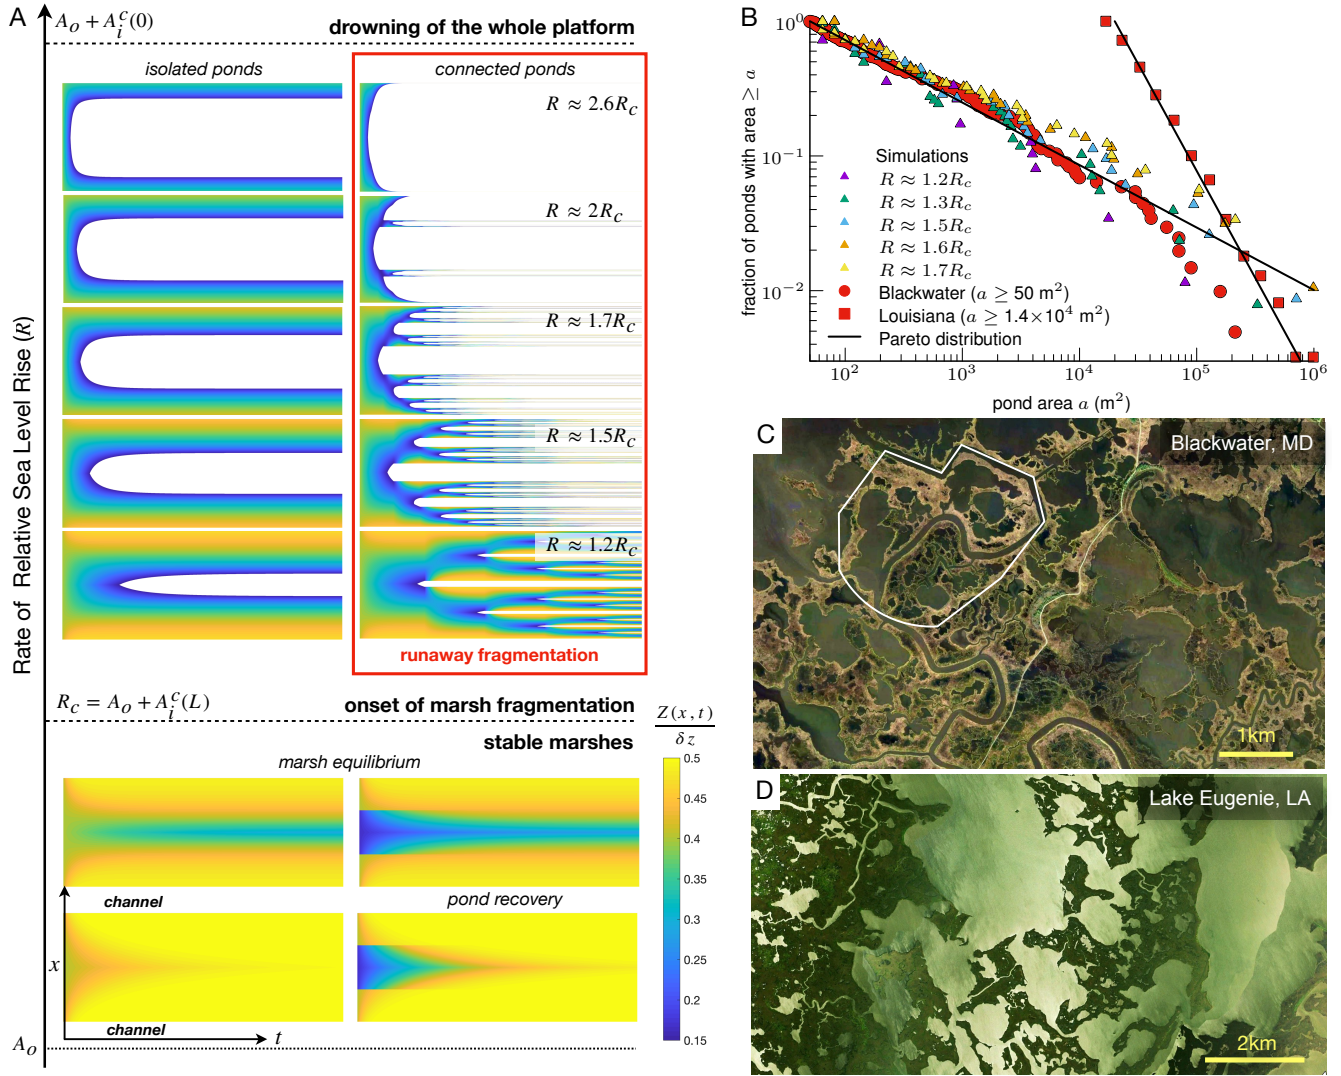 A
A_o + A_i^c(0)
drowning of the whole platform
isolated ponds
connected ponds
R ≈ 2.6R_c
R ≈ 2R_c
R ≈ 1.7R_c
R ≈ 1.5R_c
R ≈ 1.2R_c
runaway fragmentation
Rate of Relative Sea Level Rise (R)
R_c = A_o + A_i^c(L)
onset of marsh fragmentation
stable marshes
Z(x, t)
δz
marsh equilibrium
channel
pond recovery
x
channel
t
A_o
0.5
0.45
0.4
0.35
0.3
0.25
0.2
0.15
B
fraction of ponds with area ≥ a
10^0
10^−1
10^−2
Simulations
R ≈ 1.2R_c
R ≈ 1.3R_c
R ≈ 1.5R_c
R ≈ 1.6R_c
R ≈ 1.7R_c
Blackwater (a ≥ 50 m^2)
Louisiana (a ≥ 1.4×10^4 m^2)
Pareto distribution
10^2 10^3 10^4 10^5 10^6
pond area a (m^2)
C
Blackwater, MD
1km
D
Lake Eugenie, LA
2km